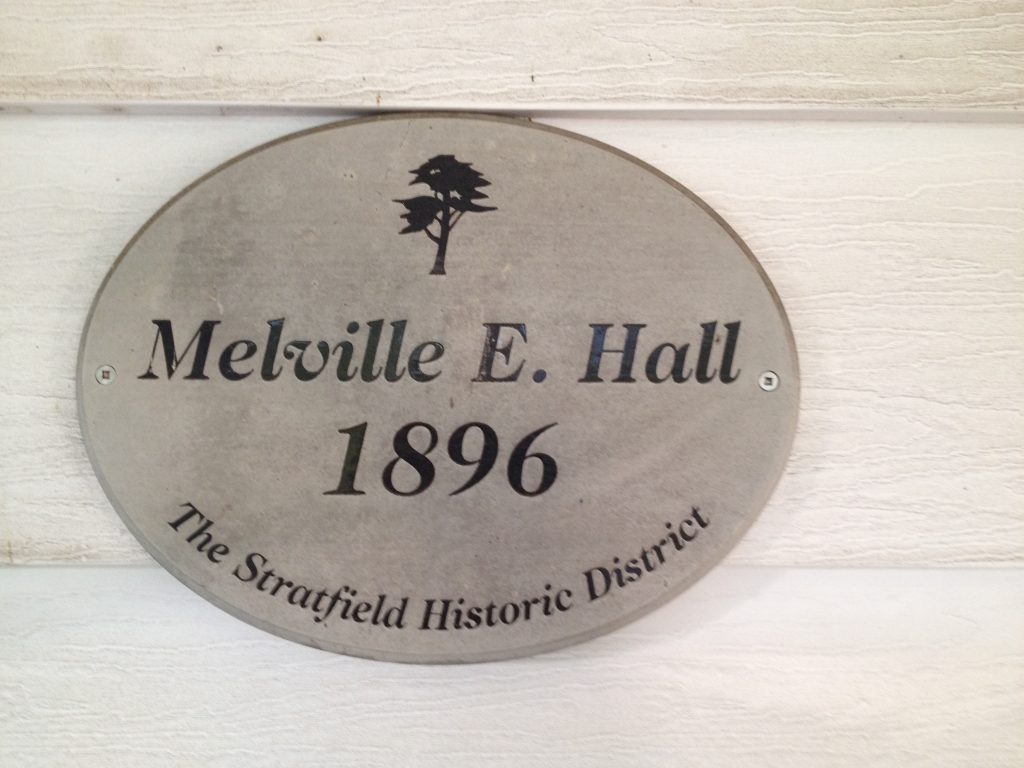 Melville E. Hall
1896
The Stratfield Historic District